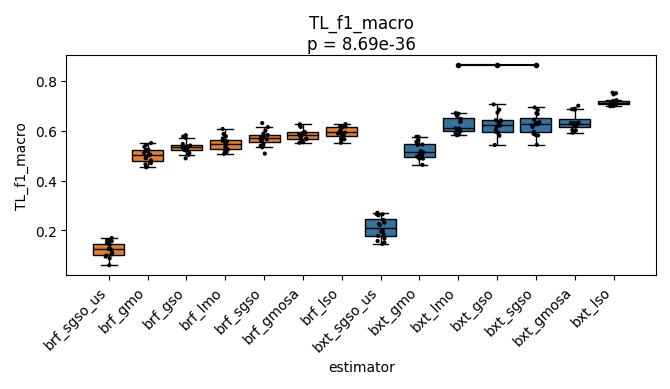 TL_f1_macro
p = 8.69e-36
TL_f1_macro
0.8
0.6
0.4
0.2
brf_sgso_us
brf_gmo
brf_gso
brf_lmo
brf_sgso
brf_gmosa
brf_lso
bxt_sgso_us
bxt_gmo
bxt_lmo
bxt_gso
bxt_sgso
bxt_gmosa
bxt_lso
estimator